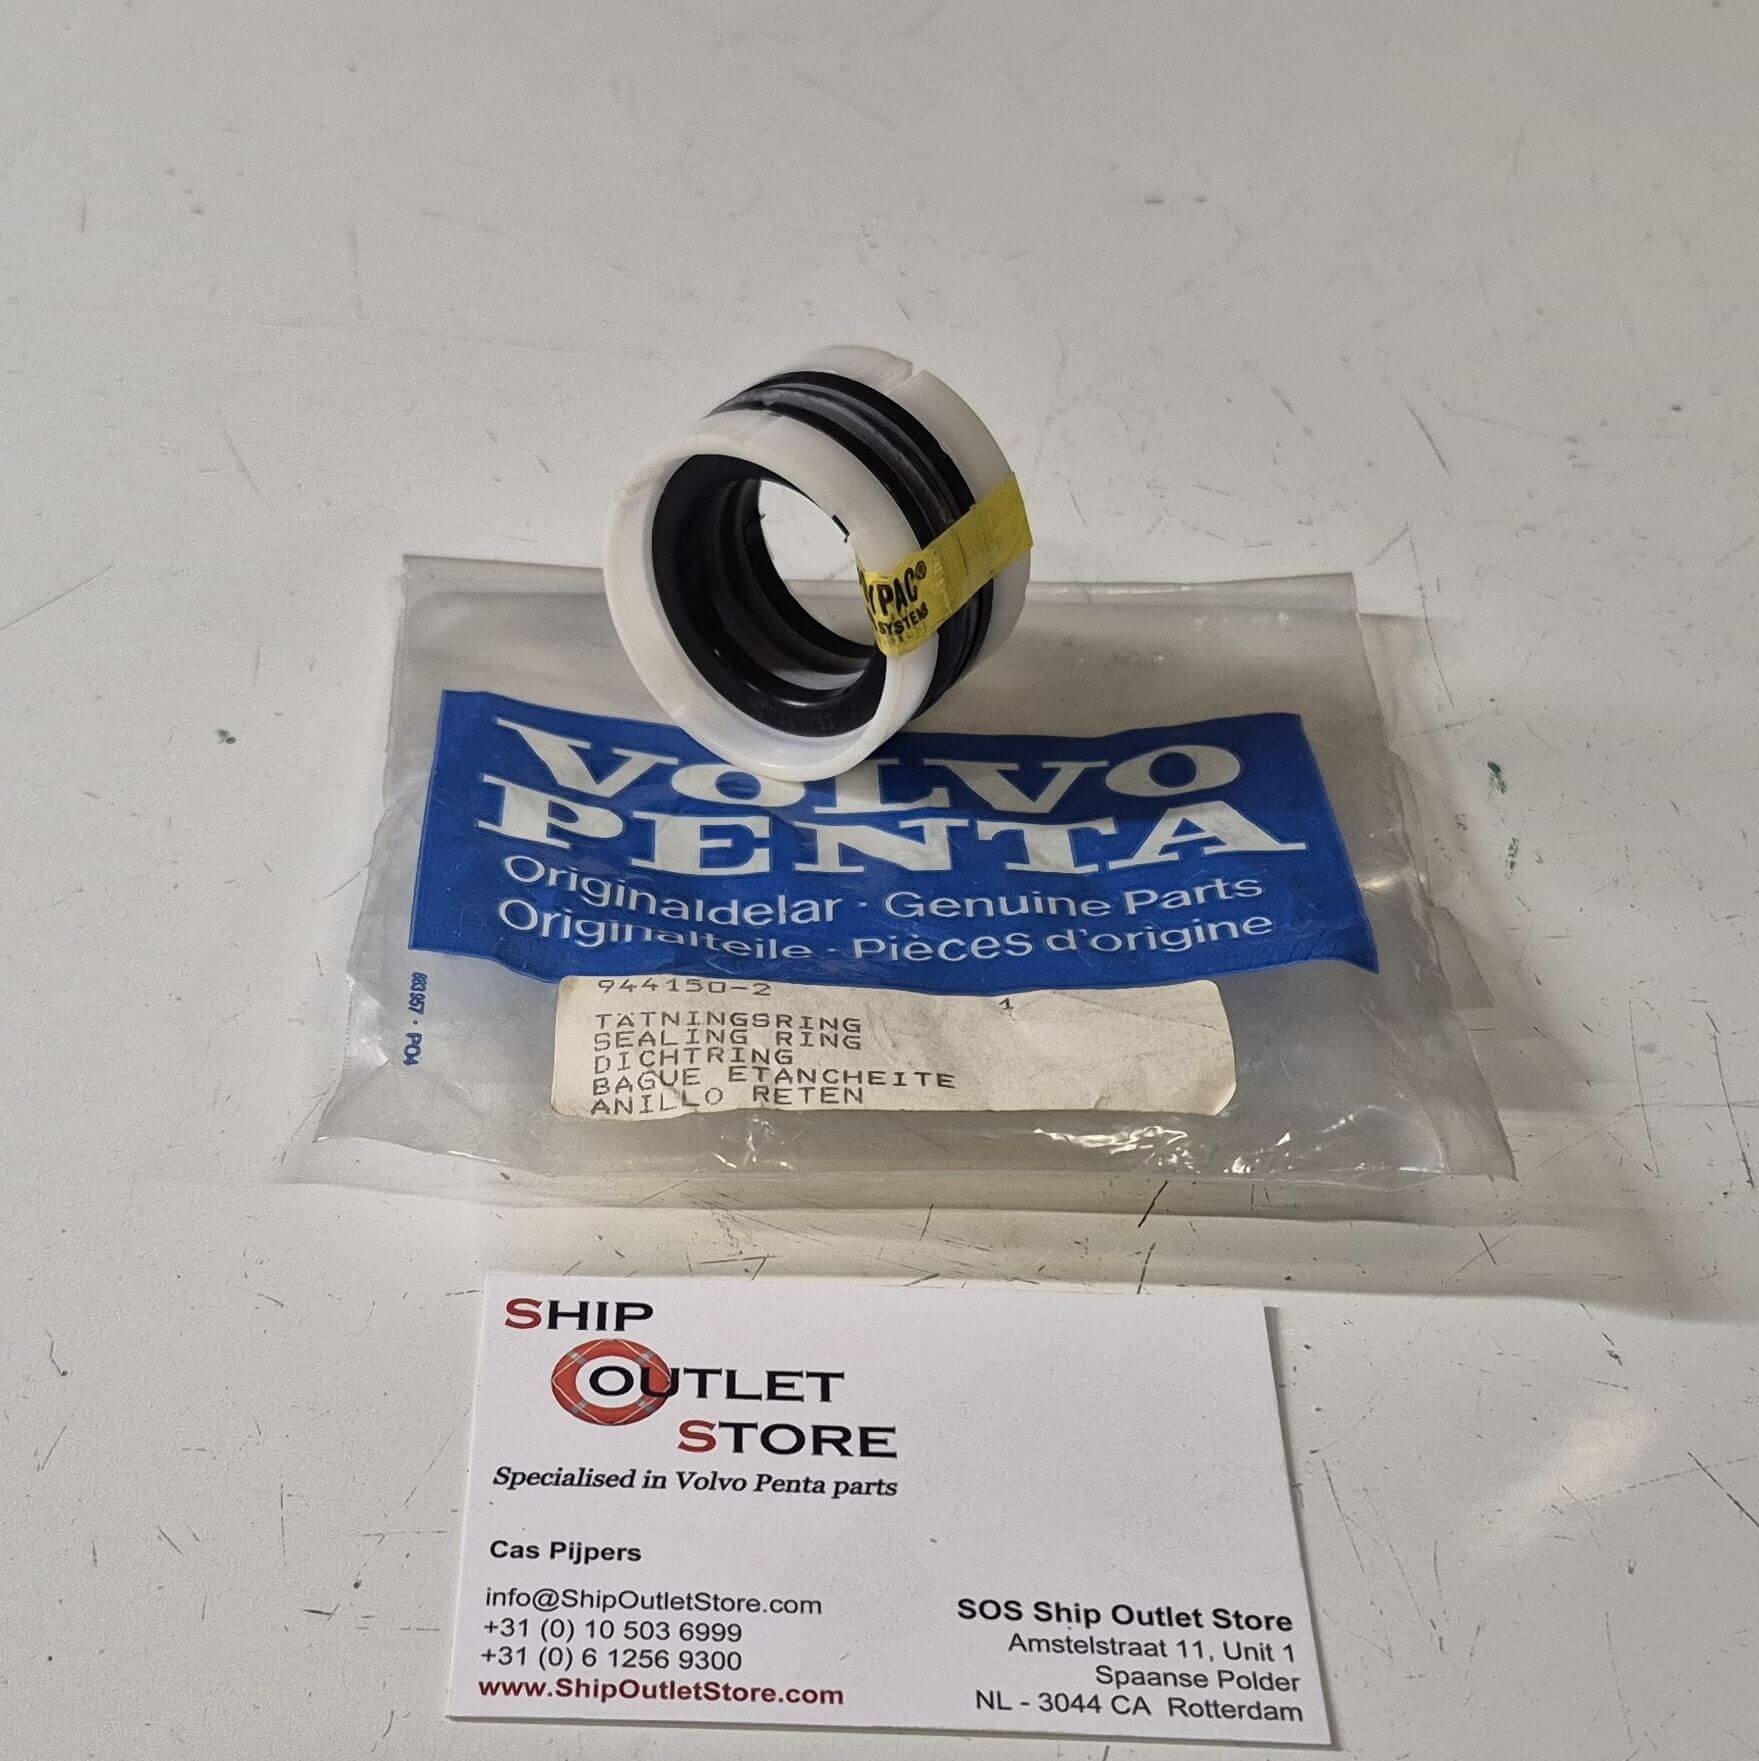 PAC®
SYSTEM
VOLVO
PENTA
Originaldelar · Genuine Parts
Originalteile · Pièces d'origine
944150-2 1
TÄTNINGSRING
SEALING RING
DICHTRING
BAGUE ETANCHEITE
ANILLO RETEN
SHIP
OUTLET
STORE
Specialised in Volvo Penta parts
Cas Pijpers
info@ShipOutletStore.com
+31 (0) 10 503 6999
+31 (0) 6 1256 9300
www.ShipOutletStore.com
SOS Ship Outlet Store
Amstelstraat 11, Unit 1
Spaanse Polder
NL - 3044 CA Rotterdam